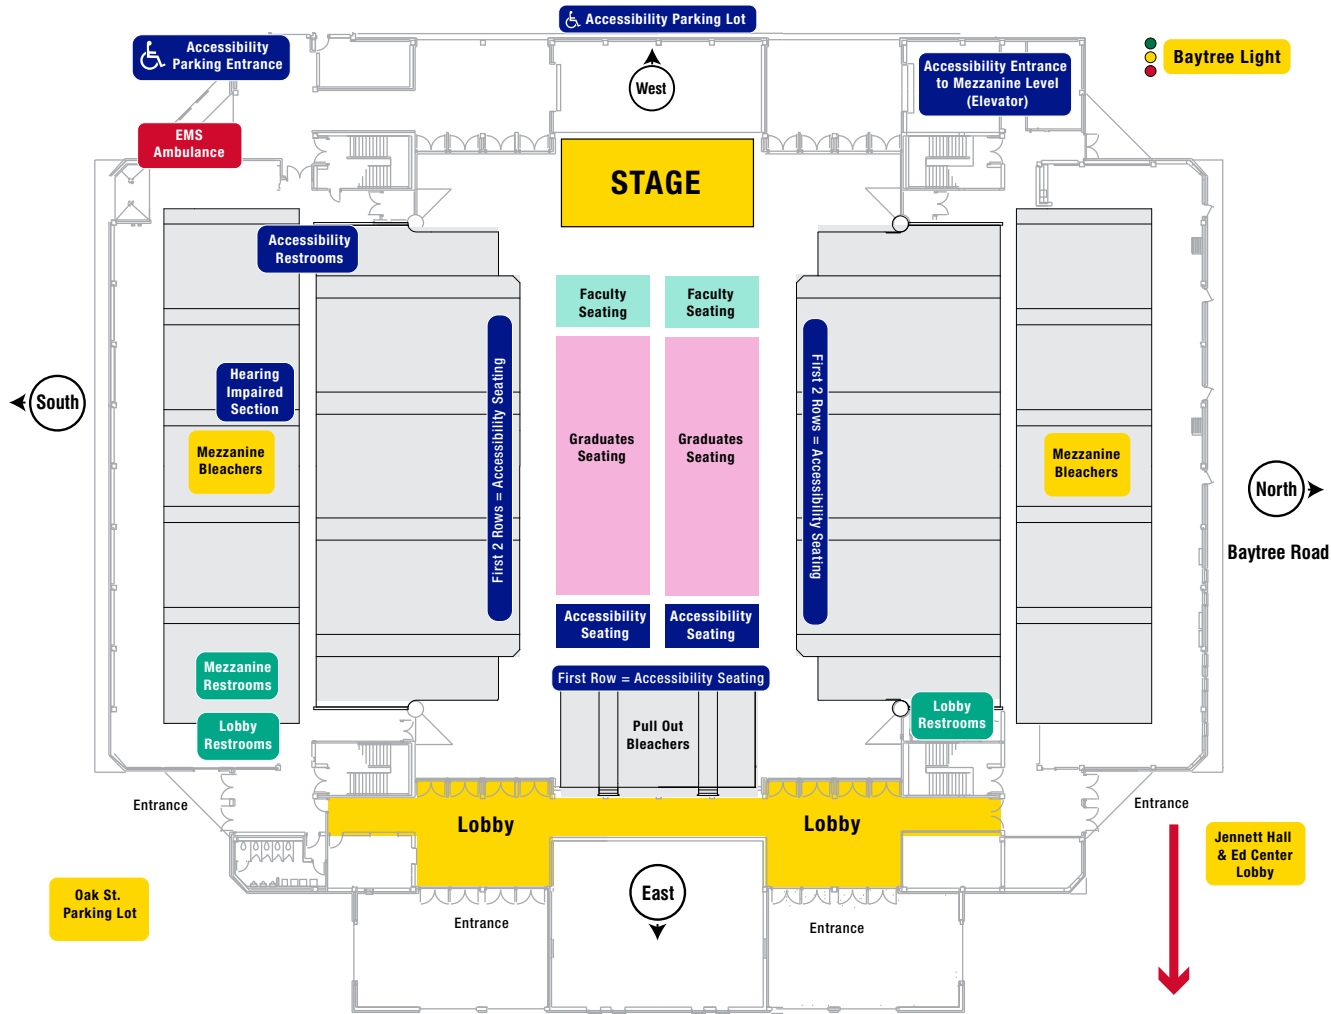 Accessibility Parking Lot
Accessibility
Parking Entrance
West
Accessibility Entrance
to Mezzanine Level
(Elevator)
Baytree Light
EMS
Ambulance
STAGE
Accessibility
Restrooms
Faculty
Seating
Faculty
Seating
Hearing
Impaired
Section
South
Mezzanine
Bleachers
First 2 Rows = Accessibility Seating
Graduates
Seating
Graduates
Seating
First 2 Rows = Accessibility Seating
Mezzanine
Bleachers
North
Baytree Road
Accessibility
Seating
Accessibility
Seating
First Row = Accessibility Seating
Mezzanine
Restrooms
Lobby
Restrooms
Pull Out
Bleachers
Lobby
Restrooms
Entrance
Entrance
Lobby
Lobby
Jennett Hall
& Ed Center
Lobby
Oak St.
Parking Lot
East
Entrance
Entrance